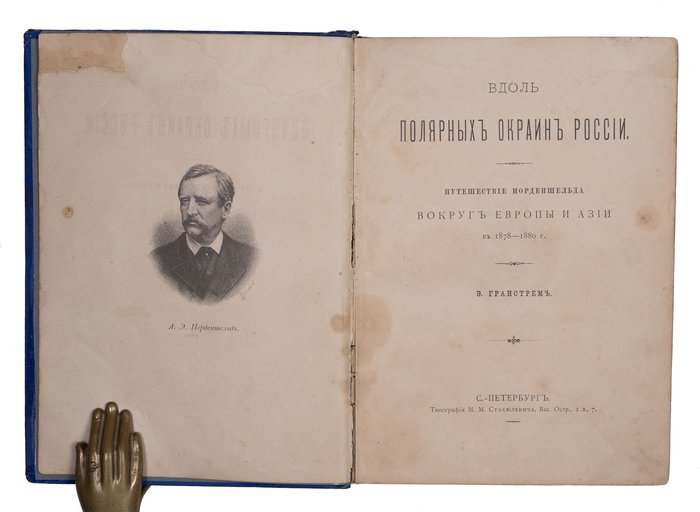 А. Э. Норденшельдъ.
ВДОЛЬ
ПОЛЯРНЫХЪ ОКРАИНЪ РОССІИ.
ПУТЕШЕСТВІЕ НОРДЕНШЕЛЬДА
ВОКРУГЪ ЕВРОПЫ И АЗІИ
въ 1878—1880 г.
Э. ГРАНСТРЕМЪ.
С.-ПЕТЕРБУРГЪ.
Типографія М. М. Стасюлевича, Вас. Остр., 2 л., 7.